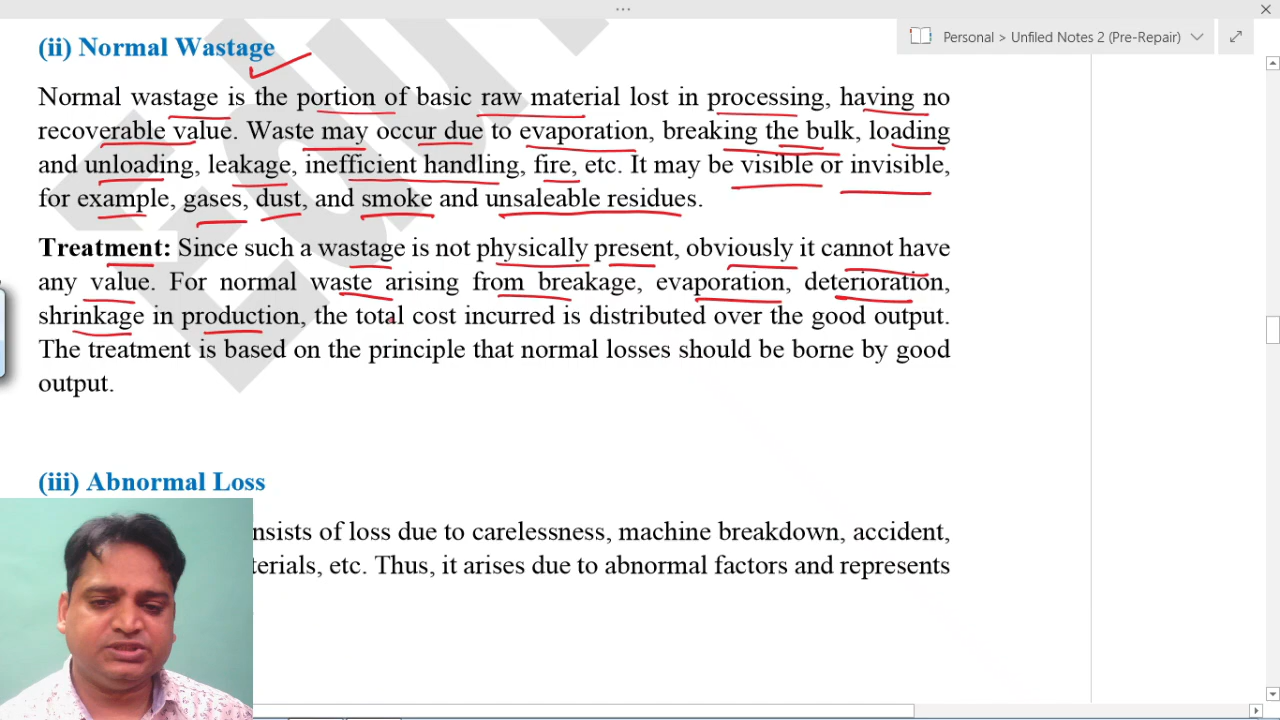 Personal > Unfiled Notes 2 (Pre-Repair)
(ii) Normal Wastage
Normal wastage is the portion of basic raw material lost in processing, having no
recoverable value. Waste may occur due to evaporation, breaking the bulk, loading
and unloading, leakage, inefficient handling, fire, etc. It may be visible or invisible,
for example, gases, dust, and smoke and unsaleable residues.
Treatment: Since such a wastage is not physically present, obviously it cannot have
any value. For normal waste arising from breakage, evaporation, deterioration,
shrinkage in production, the total cost incurred is distributed over the good output.
The treatment is based on the principle that normal losses should be borne by good
output.
(iii) Abnormal Loss
nsists of loss due to carelessness, machine breakdown, accident,
terials, etc. Thus, it arises due to abnormal factors and represents